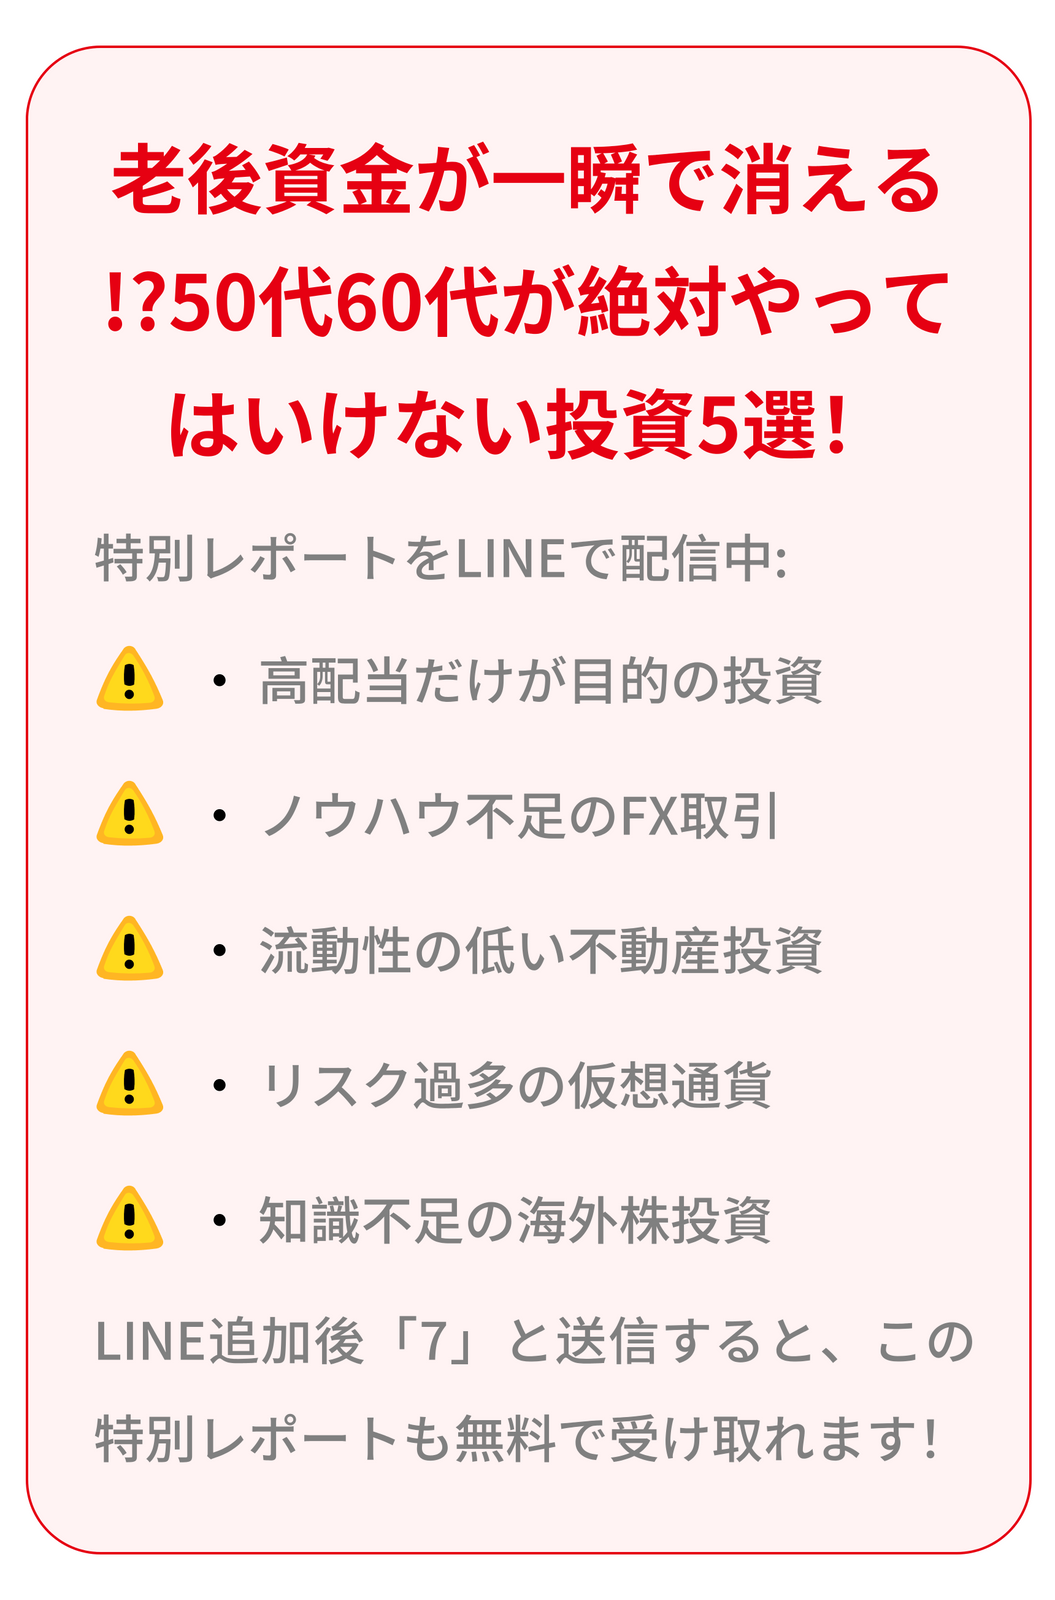 老後資金が一瞬で消える
!?50代60代が絶対やって
はいけない投資5選！
特別レポートをLINEで配信中:
⚠️ ・ 高配当だけが目的の投資
⚠️ ・ ノウハウ不足のFX取引
⚠️ ・ 流動性の低い不動産投資
⚠️ ・ リスク過多の仮想通貨
⚠️ ・ 知識不足の海外株投資
LINE追加後「7」と送信すると、この
特別レポートも無料で受け取れます！